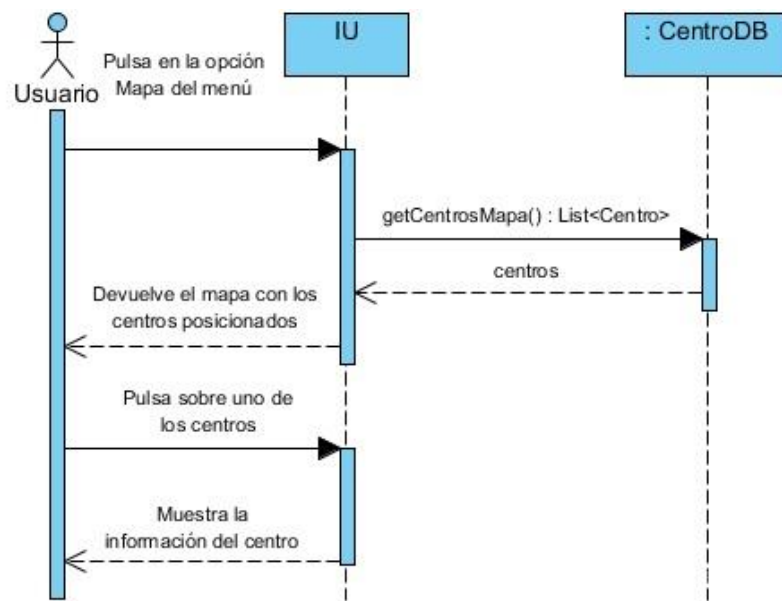 IU
: CentroDB
Pulsa en la opción
Mapa del menú
Usuario
getCentrosMapa() : List<Centro>
centros
Devuelve el mapa con los
centros posicionados
Pulsa sobre uno de
los centros
Muestra la
información del centro